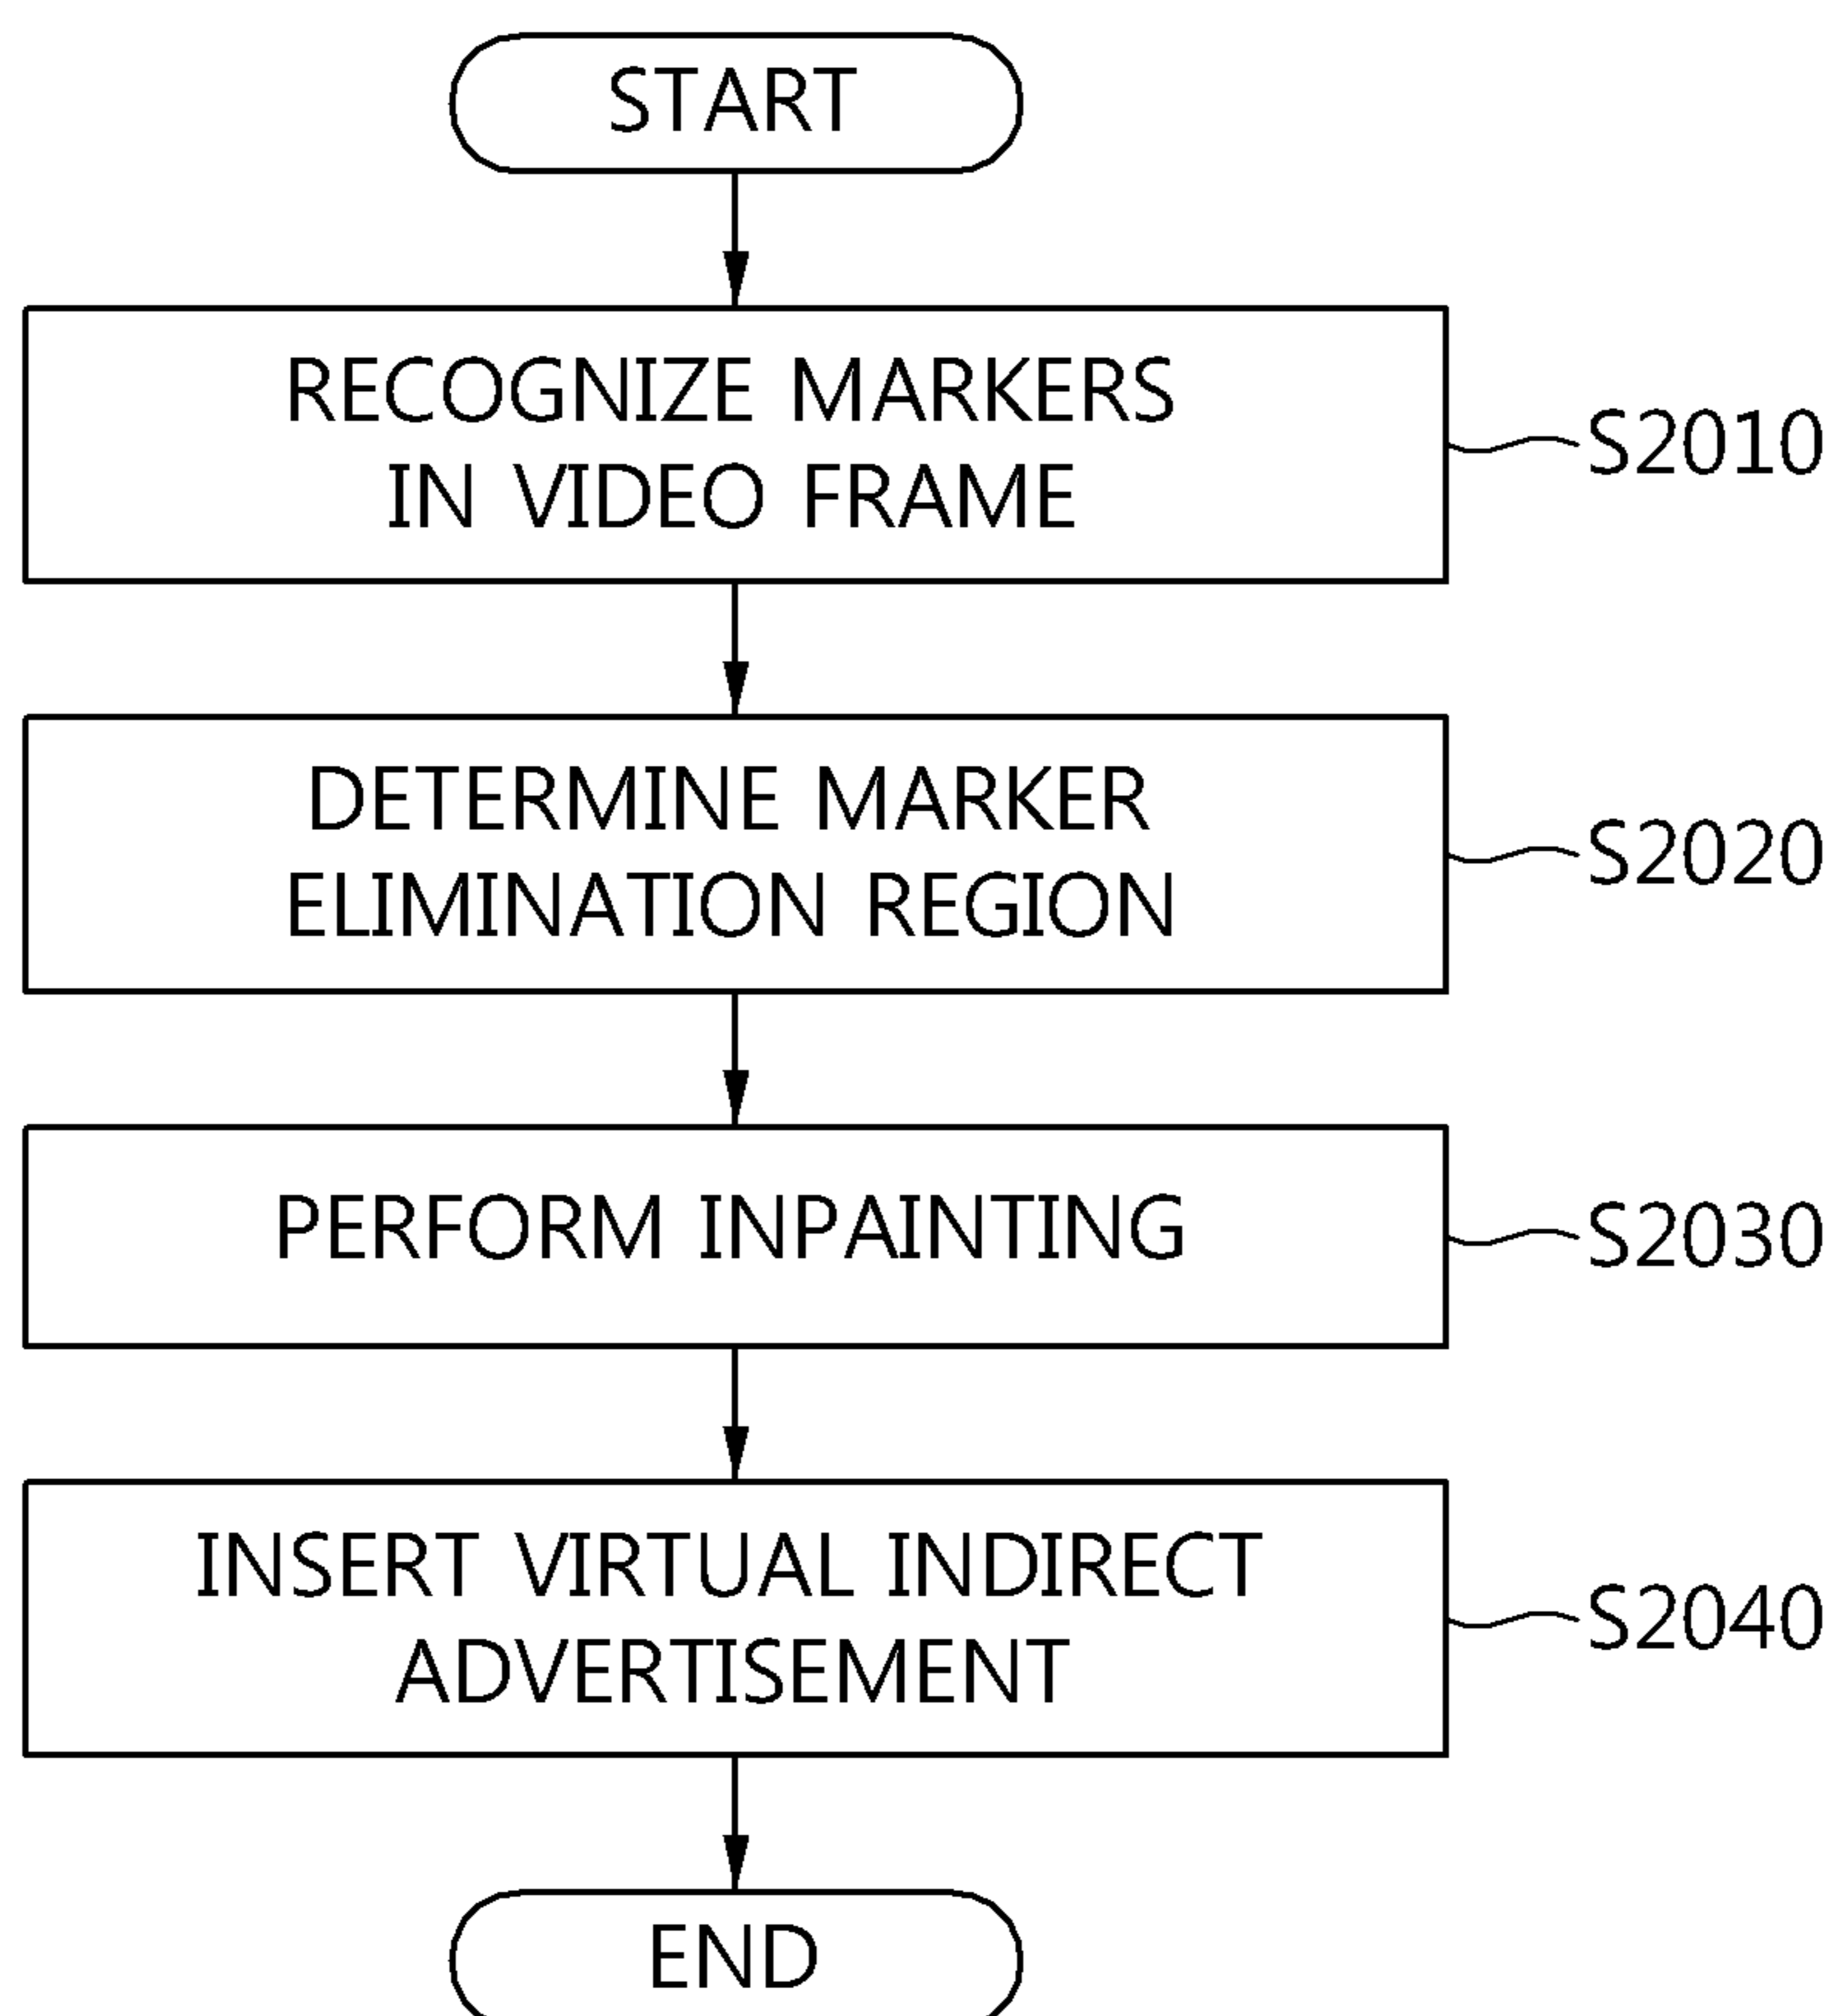 START
RECOGNIZE MARKERS
IN VIDEO FRAME
S2010
DETERMINE MARKER
ELIMINATION REGION
S2020
PERFORM INPAINTING
S2030
INSERT VIRTUAL INDIRECT
ADVERTISEMENT
S2040
END